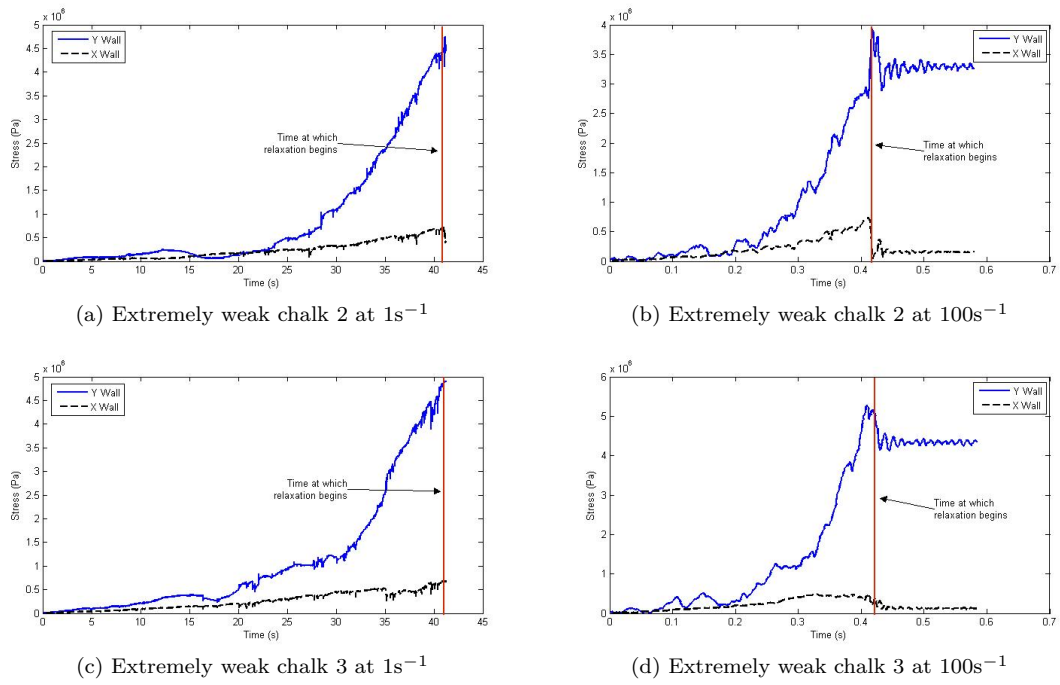 x 10⁶
5
4.5
4
3.5
3
2.5
2
1.5
1
0.5
0
Stress (Pa)
Y Wall
X Wall
Time at which
relaxation begins
0 5 10 15 20 25 30 35 40 45
Time (s)
(a) Extremely weak chalk 2 at 1s⁻¹
x 10⁶
4
3.5
3
2.5
2
1.5
1
0.5
0
Stress (Pa)
Y Wall
X Wall
Time at which
relaxation begins
0 0.1 0.2 0.3 0.4 0.5 0.6 0.7
Time (s)
(b) Extremely weak chalk 2 at 100s⁻¹
x 10⁶
5
4.5
4
3.5
3
2.5
2
1.5
1
0.5
0
Stress (Pa)
Y Wall
X Wall
Time at which
relaxation begins
0 5 10 15 20 25 30 35 40 45
Time (s)
(c) Extremely weak chalk 3 at 1s⁻¹
x 10⁶
6
5
4
3
2
1
0
Stress (Pa)
Y Wall
X Wall
Time at which
relaxation begins
0 0.1 0.2 0.3 0.4 0.5 0.6 0.7
Time (s)
(d) Extremely weak chalk 3 at 100s⁻¹